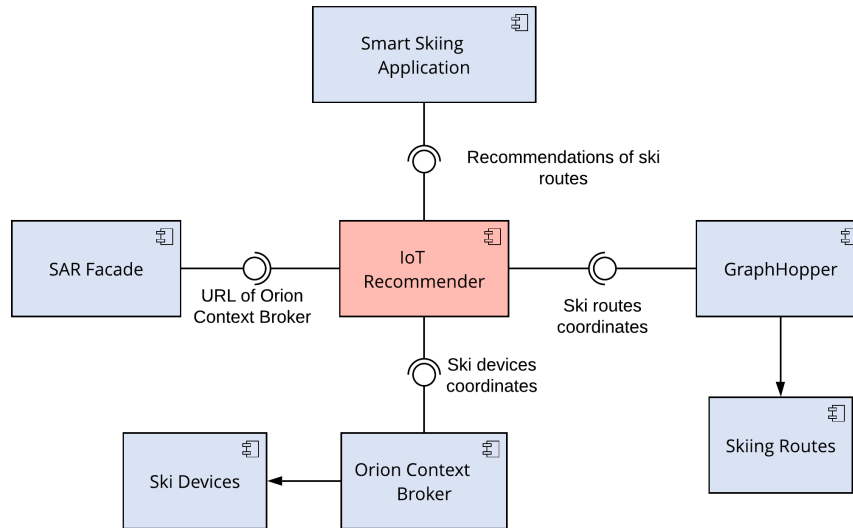 Smart Skiing
Application
Recommendations of ski
routes
SAR Facade
IoT
Recommender
GraphHopper
URL of Orion
Context Broker
Ski routes
coordinates
Ski devices
coordinates
Skiing Routes
Ski Devices
Orion Context
Broker